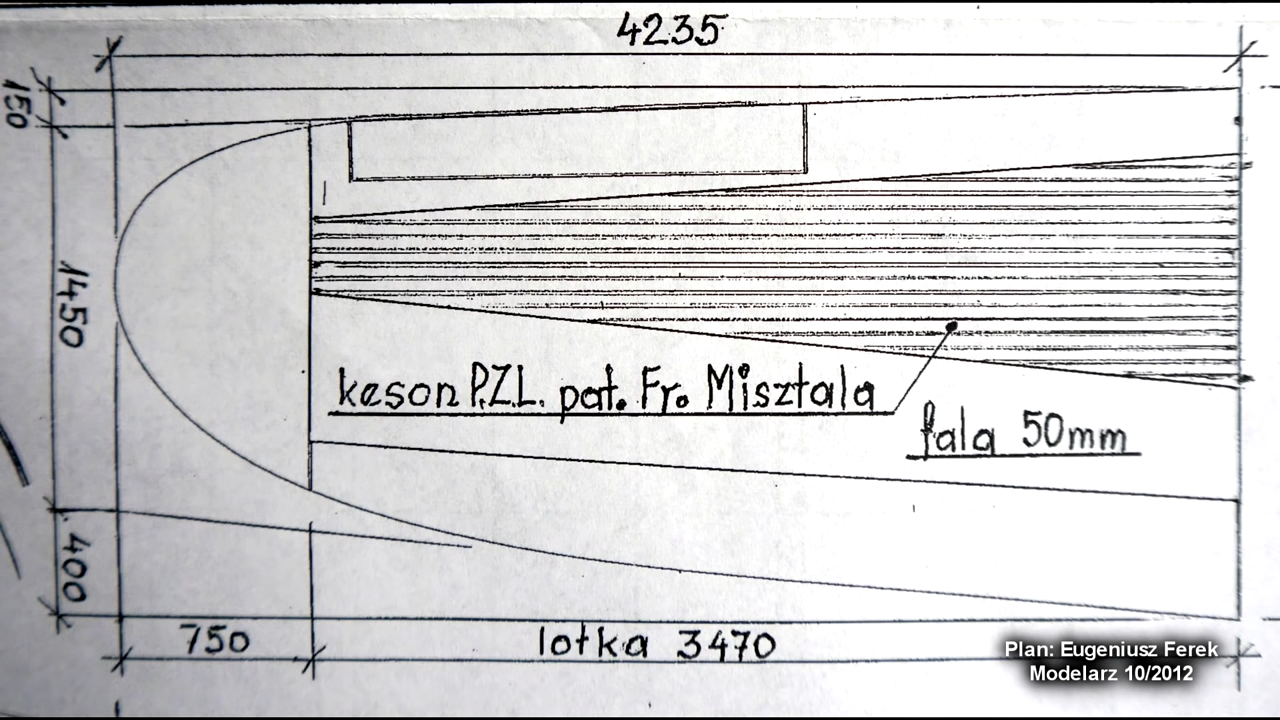 4235
150
1450
400
keson P.Z.L. pat. Fr. Misztala
fala 50mm
750
lotka 3470
Plan: Eugeniusz Ferek
Modelarz 10/2012